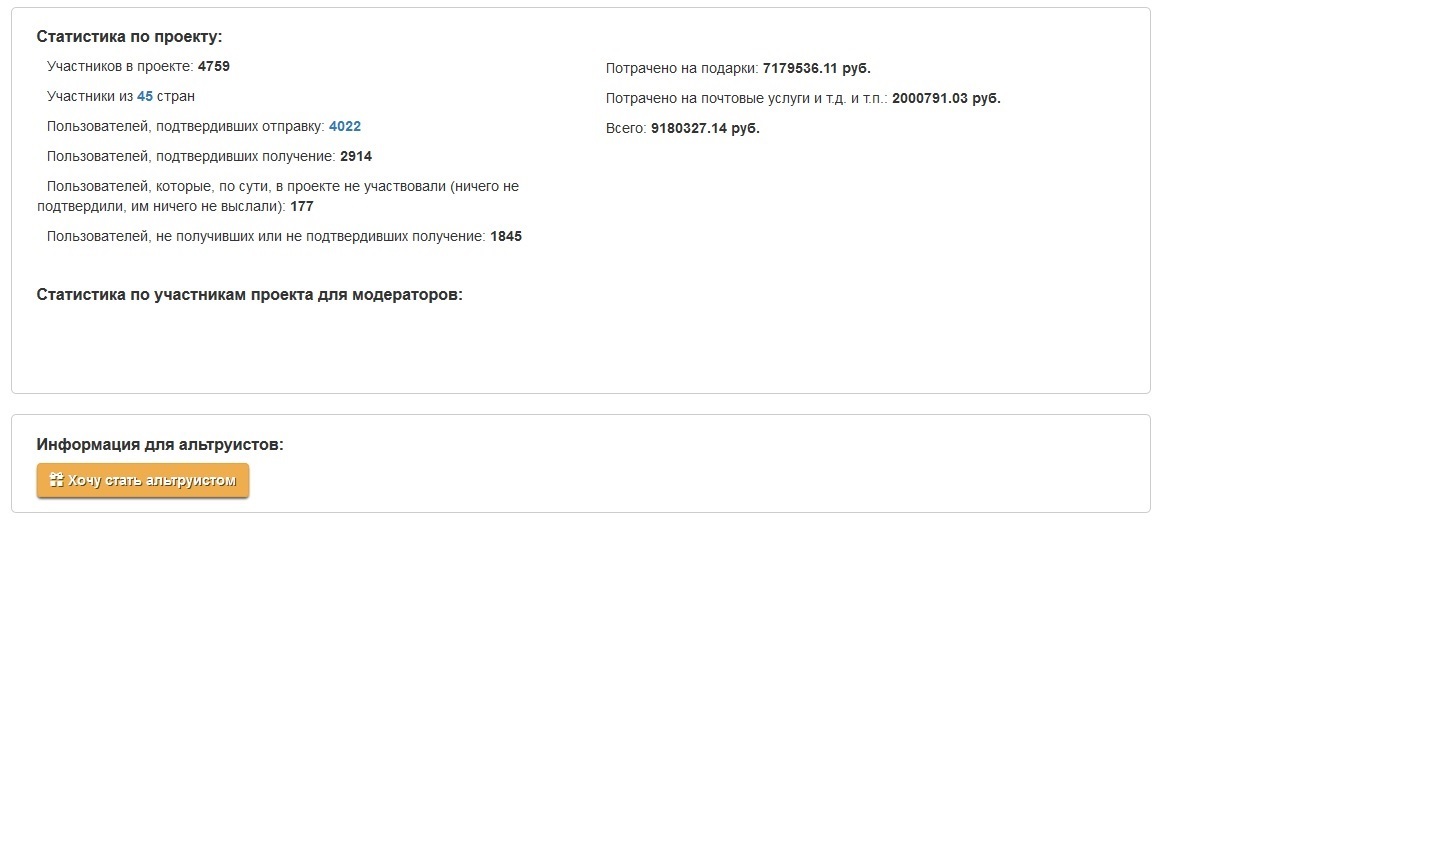 Статистика по проекту:
Участников в проекте: 4759
Участники из 45 стран
Пользователей, подтвердивших отправку: 4022
Пользователей, подтвердивших получение: 2914
Пользователей, которые, по сути, в проекте не участвовали (ничего не
подтвердили, им ничего не выслали): 177
Пользователей, не получивших или не подтвердивших получение: 1845
Потрачено на подарки: 7179536.11 руб.
Потрачено на почтовые услуги и т.д. и т.п.: 2000791.03 руб.
Всего: 9180327.14 руб.
Статистика по участникам проекта для модераторов:
Информация для альтруистов:
Хочу стать альтруистом